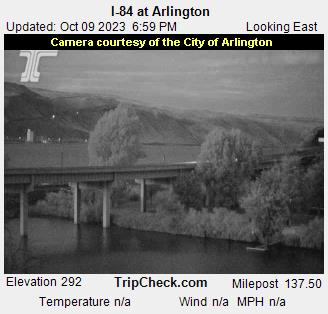 I-84 at Arlington
Updated: Oct 09 2023 6:59 PM Looking East
Camera courtesy of the City of Arlington
Elevation 292 TripCheck.com Milepost 137.50
Temperature n/a Wind n/a MPH n/a